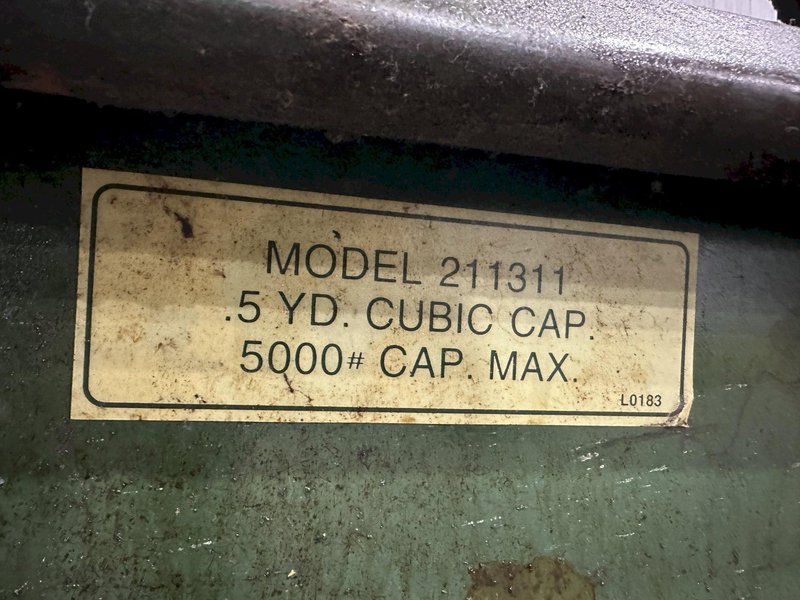 MODEL 211311
.5 YD. CUBIC CAP.
5000# CAP. MAX.
L0183